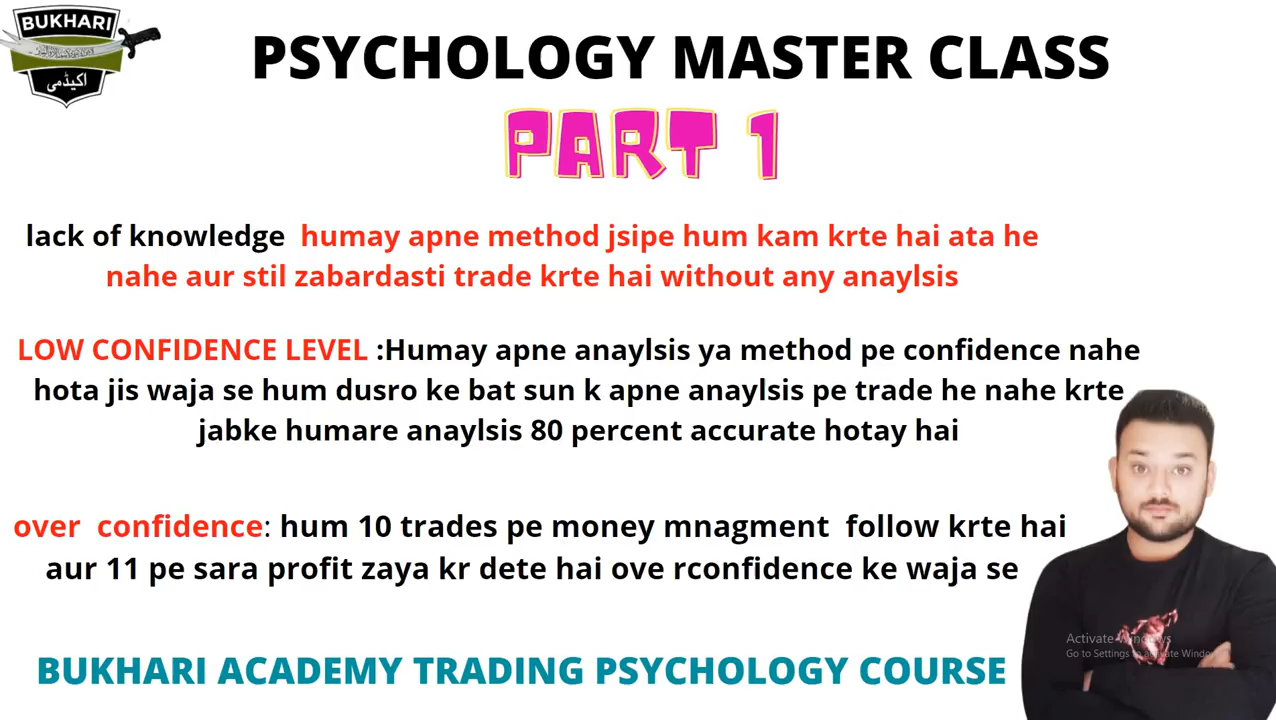 BUKHARI
اکیڈمی
PSYCHOLOGY MASTER CLASS
PART 1
lack of knowledge humay apne method jsipe hum kam krte hai ata he
nahe aur stil zabardasti trade krte hai without any anaylsis
LOW CONFIDENCE LEVEL :Humay apne anaylsis ya method pe confidence nahe
hota jis waja se hum dusro ke bat sun k apne anaylsis pe trade he nahe krte
jabke humare anaylsis 80 percent accurate hotay hai
over confidence: hum 10 trades pe money mnagment follow krte hai
aur 11 pe sara profit zaya kr dete hai ove rconfidence ke waja se
Activate Windows
Go to Settings to activate Windo
BUKHARI ACADEMY TRADING PSYCHOLOGY COURSE